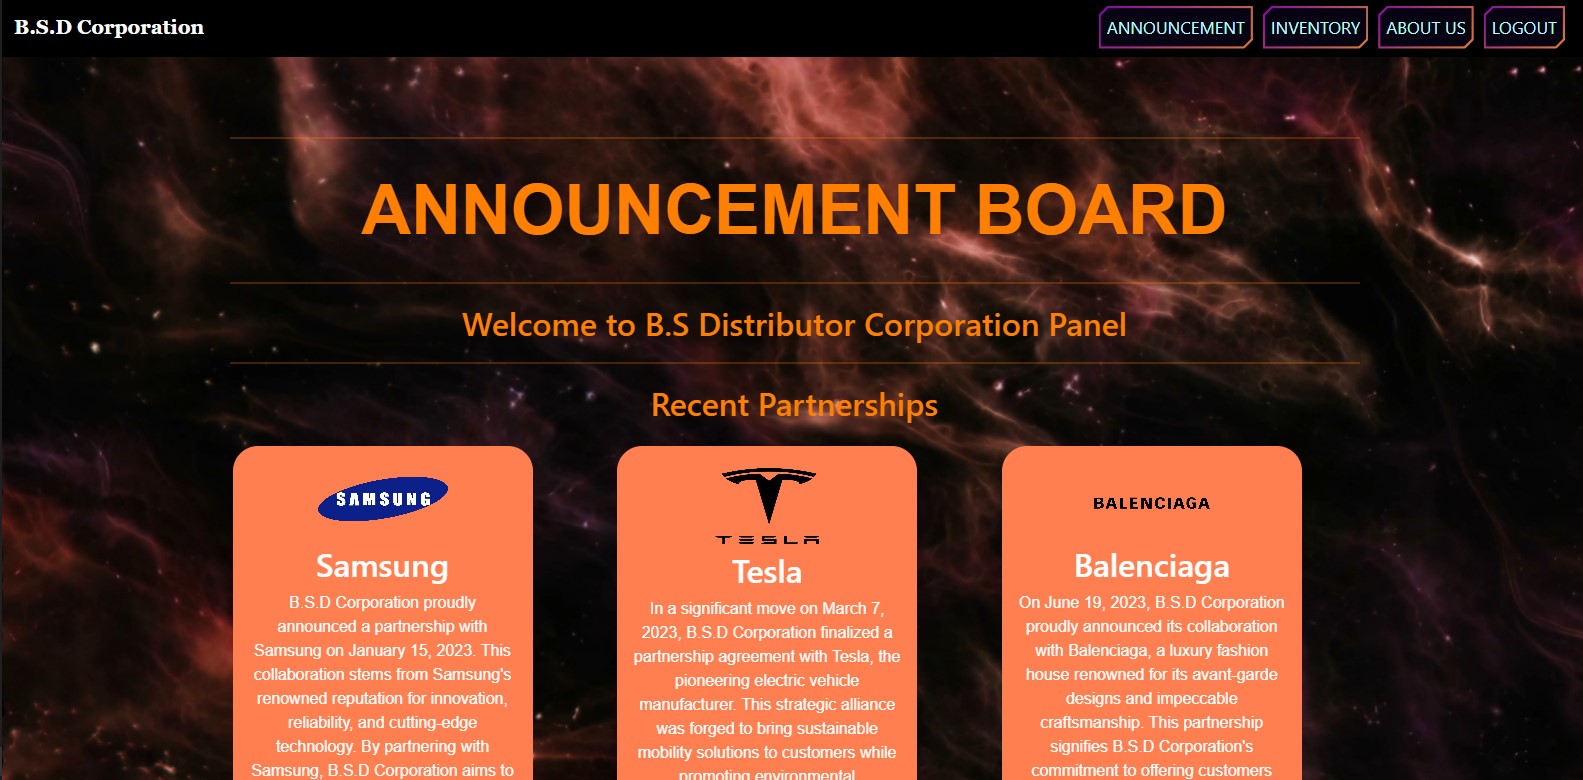 B.S.D Corporation
ANNOUNCEMENT INVENTORY ABOUT US LOGOUT
ANNOUNCEMENT BOARD
Welcome to B.S Distributor Corporation Panel
Recent Partnerships
SAMSUNG
Samsung
B.S.D Corporation proudly
announced a partnership with
Samsung on January 15, 2023. This
collaboration stems from Samsung's
renowned reputation for innovation,
reliability, and cutting-edge
technology. By partnering with
Samsung, B.S.D Corporation aims to
TESLA
Tesla
In a significant move on March 7,
2023, B.S.D Corporation finalized a
partnership agreement with Tesla, the
pioneering electric vehicle
manufacturer. This strategic alliance
was forged to bring sustainable
mobility solutions to customers while
promoting environmental
BALENCIAGA
Balenciaga
On June 19, 2023, B.S.D Corporation
proudly announced its collaboration
with Balenciaga, a luxury fashion
house renowned for its avant-garde
designs and impeccable
craftsmanship. This partnership
signifies B.S.D Corporation's
commitment to offering customers